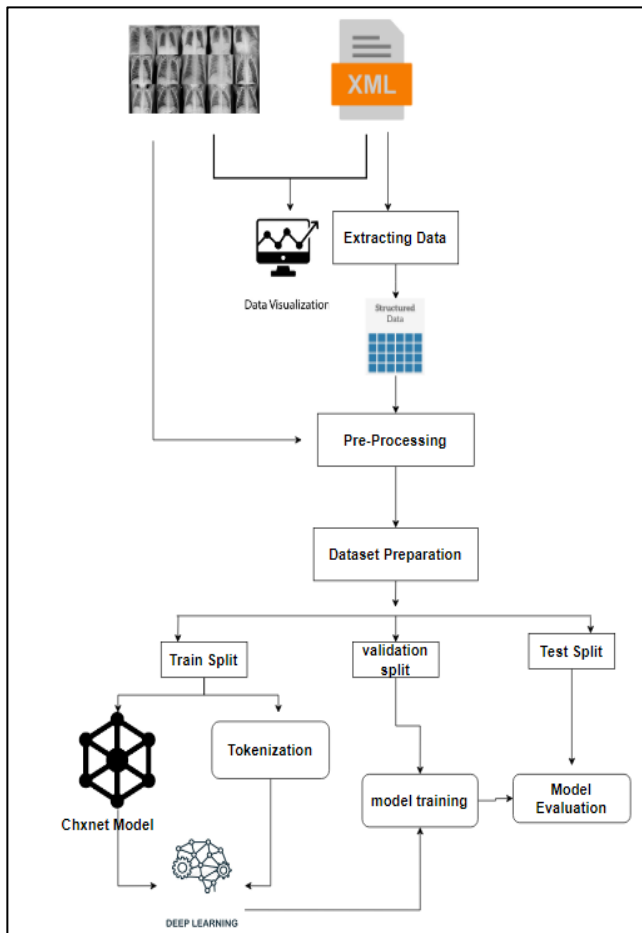 XML
Extracting Data
Data Visualization
Structured
Data
Pre-Processing
Dataset Preparation
Train Split
validation
split
Test Split
Tokenization
Chxnet Model
model training
Model
Evaluation
DEEP LEARNING